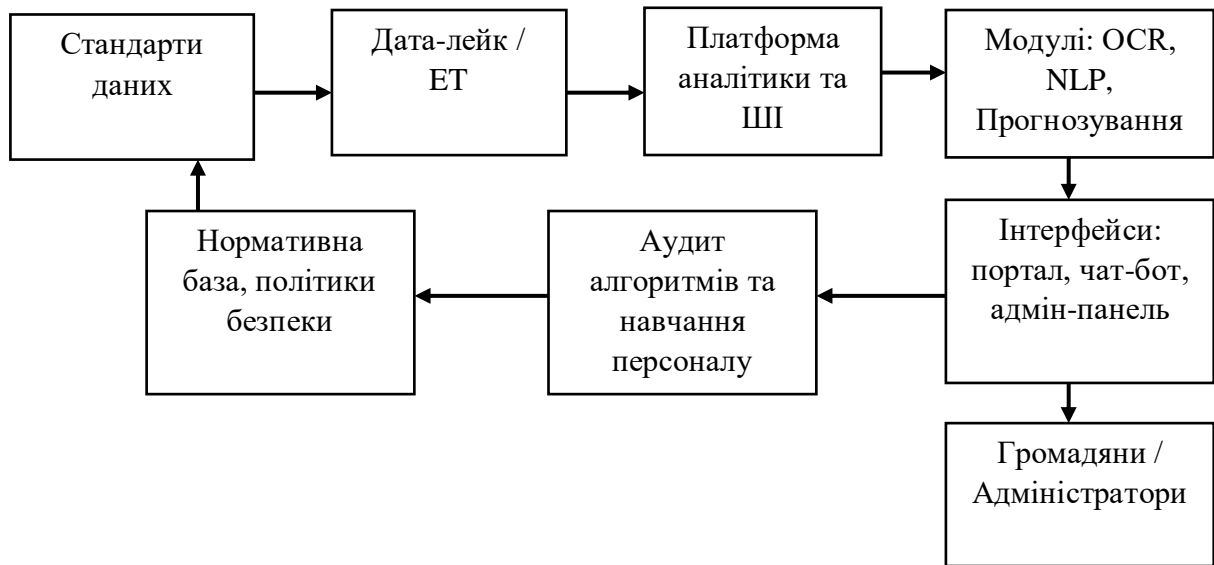 Стандарти
даних
Дата-лейк /
ЕТ
Платформа
аналітики та
ШІ
Модулі: OCR,
NLP,
Прогнозування
Нормативна
база, політики
безпеки
Аудит
алгоритмів та
навчання
персоналу
Інтерфейси:
портал, чат-бот,
адмін-панель
Громадяни /
Адміністратори